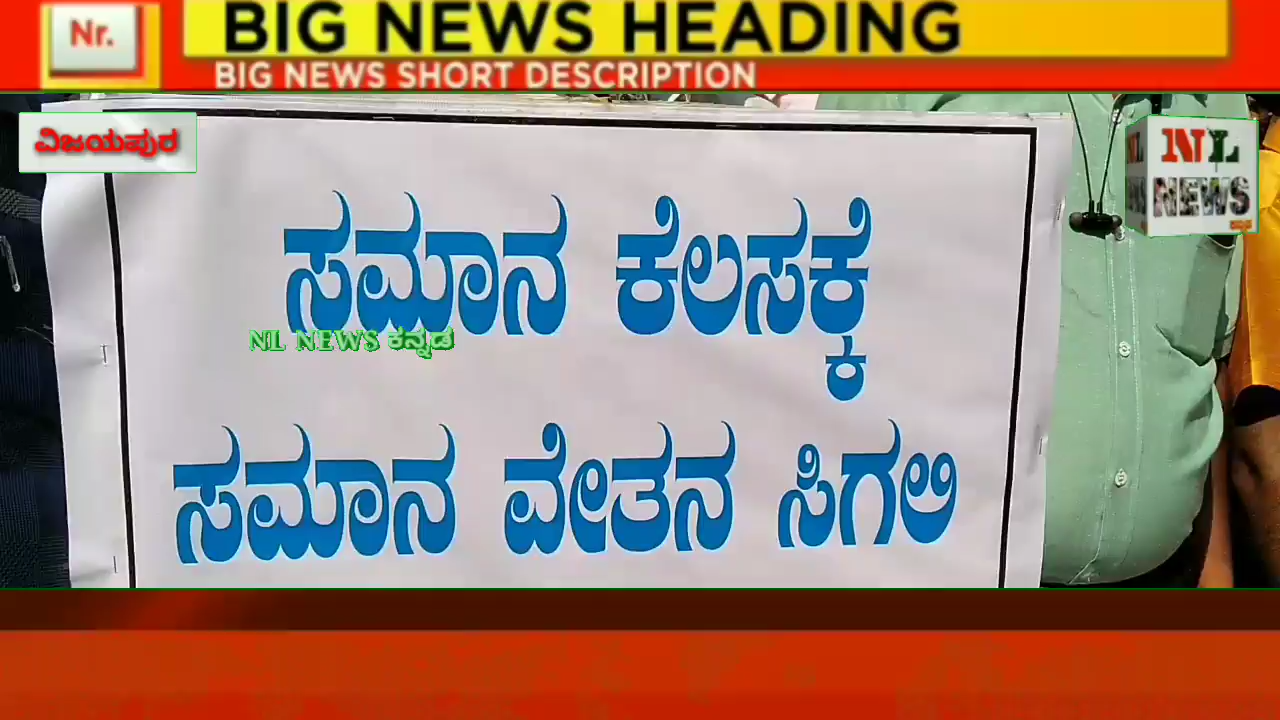 Nr.
BIG NEWS HEADING
BIG NEWS SHORT DESCRIPTION
ವಿಜಯಪುರ
NL
NEWS
ಸಮಾನ ಕೆಲಸಕ್ಕೆ
NL NEWS ಕನ್ನಡ
ಸಮಾನ ವೇತನ ಸಿಗಲಿ